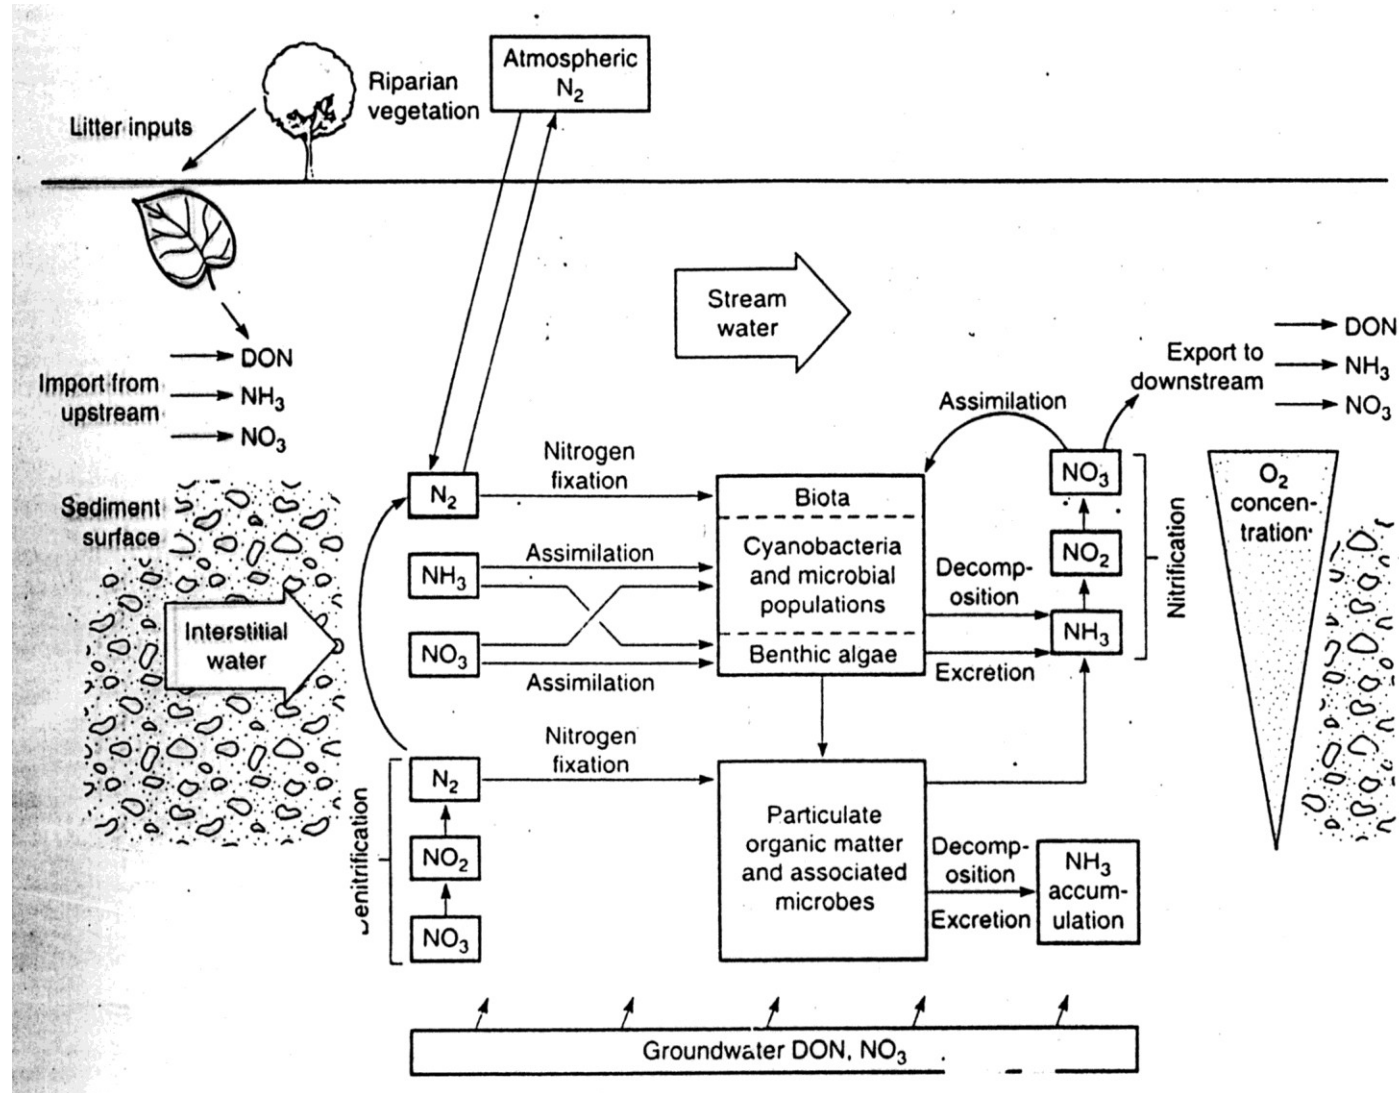 Atmospheric
N₂
Riparian
vegetation
Litter inputs
Stream
water
DON
NH₃
NO₃
Import from
upstream
Export to
downstream
DON
NH₃
NO₃
Assimilation
Sediment
surface
Interstitial
water
N₂
NH₃
NO₃
Nitrogen
fixation
Assimilation
Assimilation
Biota
Cyanobacteria
and microbial
populations
Benthic algae
Decomp-
osition
Excretion
NO₃
NO₂
NH₃
Nitrification
O₂
concen-
tration
Denitrification
N₂
NO₂
NO₃
Nitrogen
fixation
Particulate
organic matter
and associated
microbes
Decomp-
osition
Excretion
NH₃
accum-
ulation
Groundwater DON, NO₃